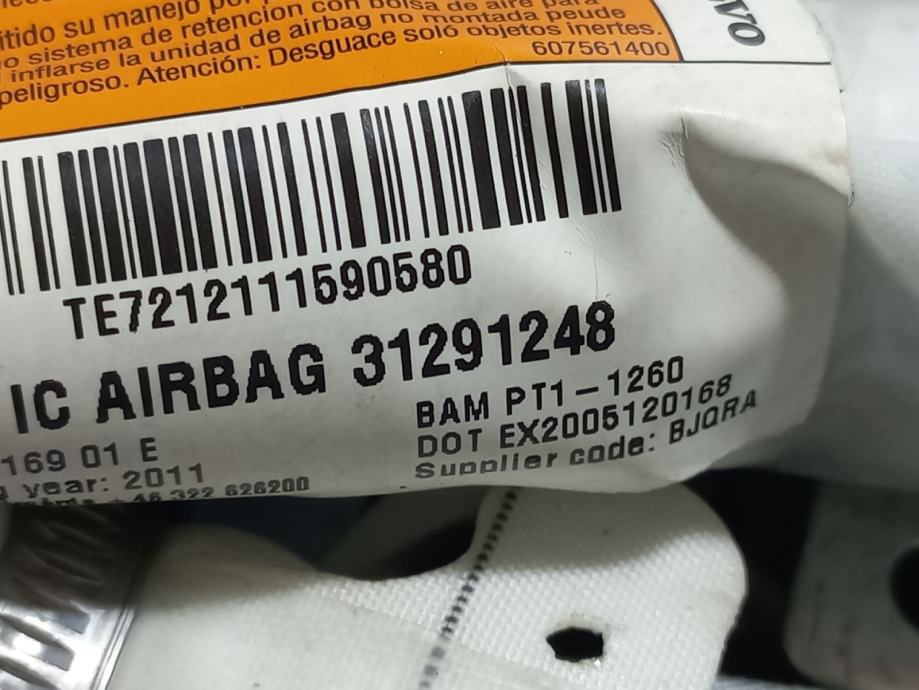 itido su manejo por
o sistema de retención con bolsa de aire para
inflarse la unidad de airbag no montada peude
peligroso. Atención: Desguace soló objetos inertes.
607561400
TE7212111590580
IC AIRBAG 31291248
BAM PT1-1260
DOT EX2005120168
Supplier code: BJQRA
169 01 E
year: 2011
+46 322 626200